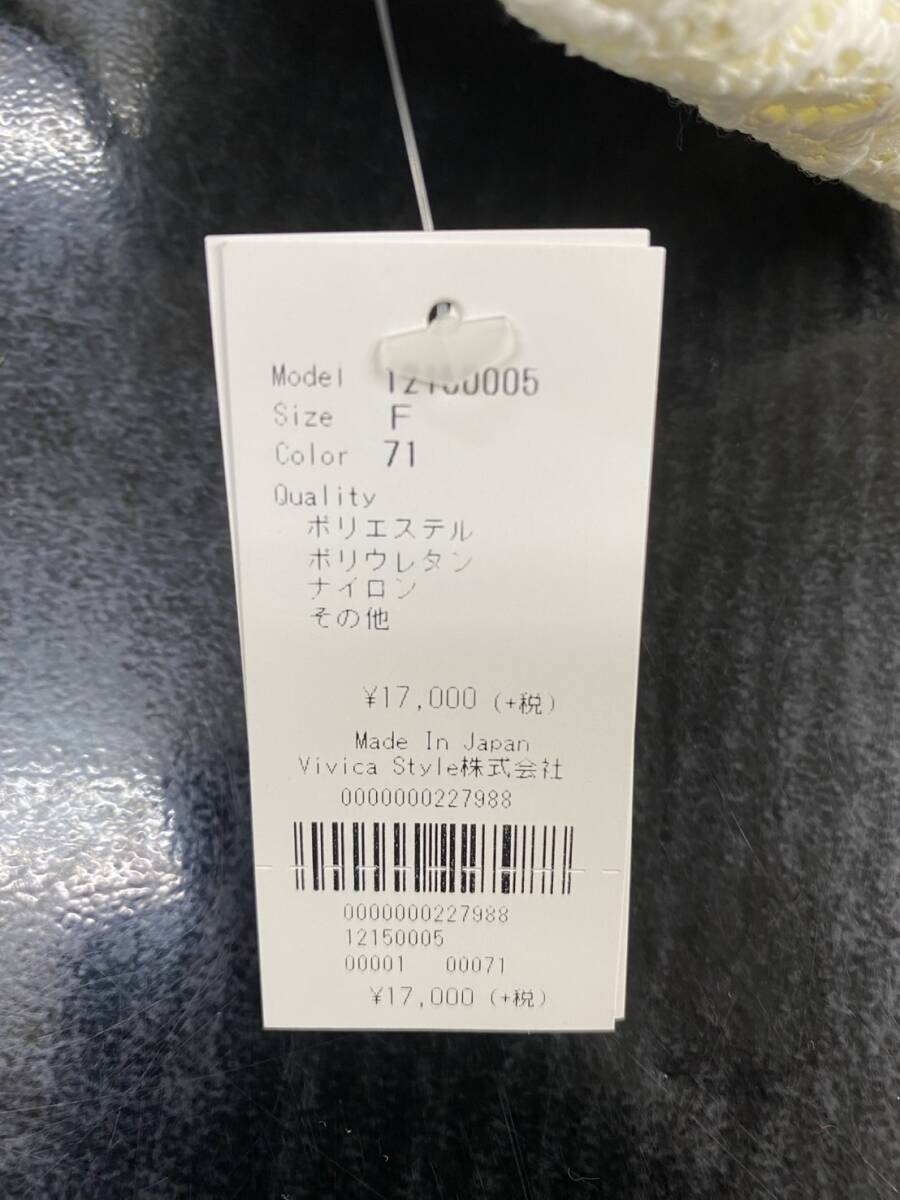 Model 12150005
Size F
Color 71
Quality
ポリエステル
ポリウレタン
ナイロン
その他
¥17,000 (+税)
Made In Japan
Vivica Style株式会社
0000000227988
0000000227988
12150005
00001 00071
¥17,000 (+税)